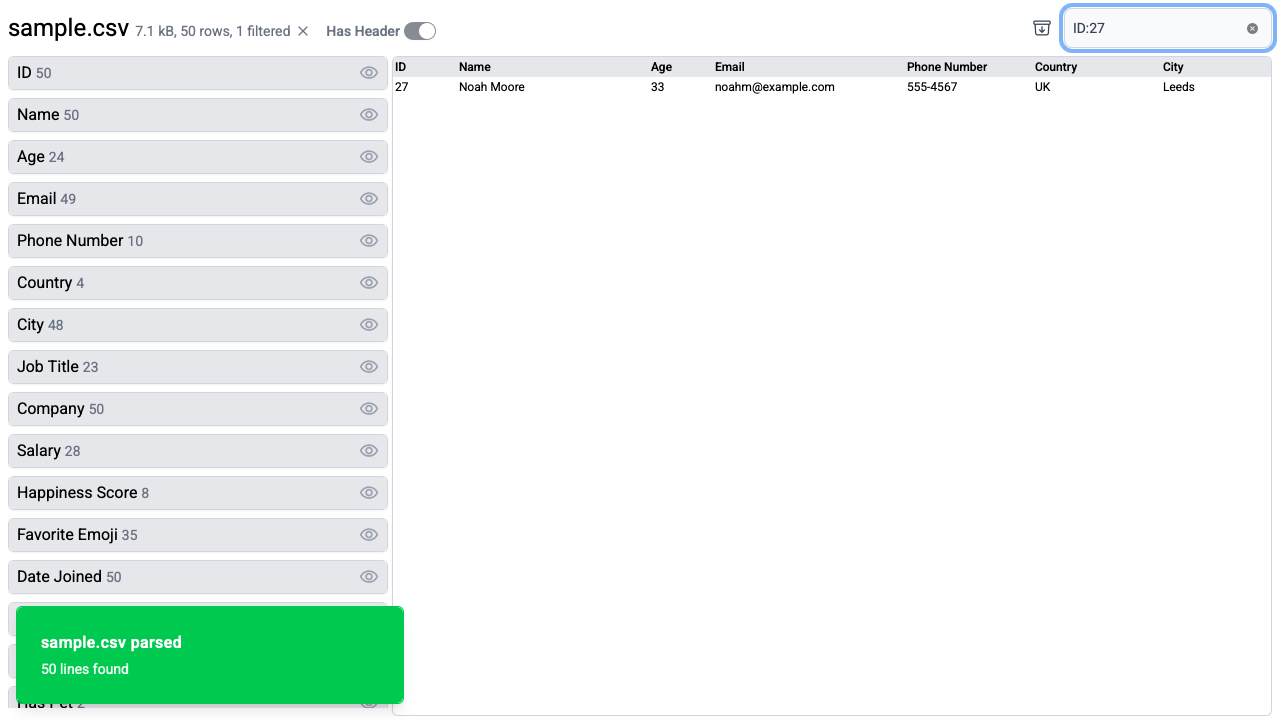 sample.csv 7.1 kB, 50 rows, 1 filtered
Has Header
ID:27
ID 50
Name 50
Age 24
Email 49
Phone Number 10
Country 4
City 48
Job Title 23
Company 50
Salary 28
Happiness Score 8
Favorite Emoji 35
Date Joined 50
Has Pet 2
sample.csv parsed
50 lines found
ID Name Age Email Phone Number Country City
27 Noah Moore 33 noahm@example.com 555-4567 UK Leeds